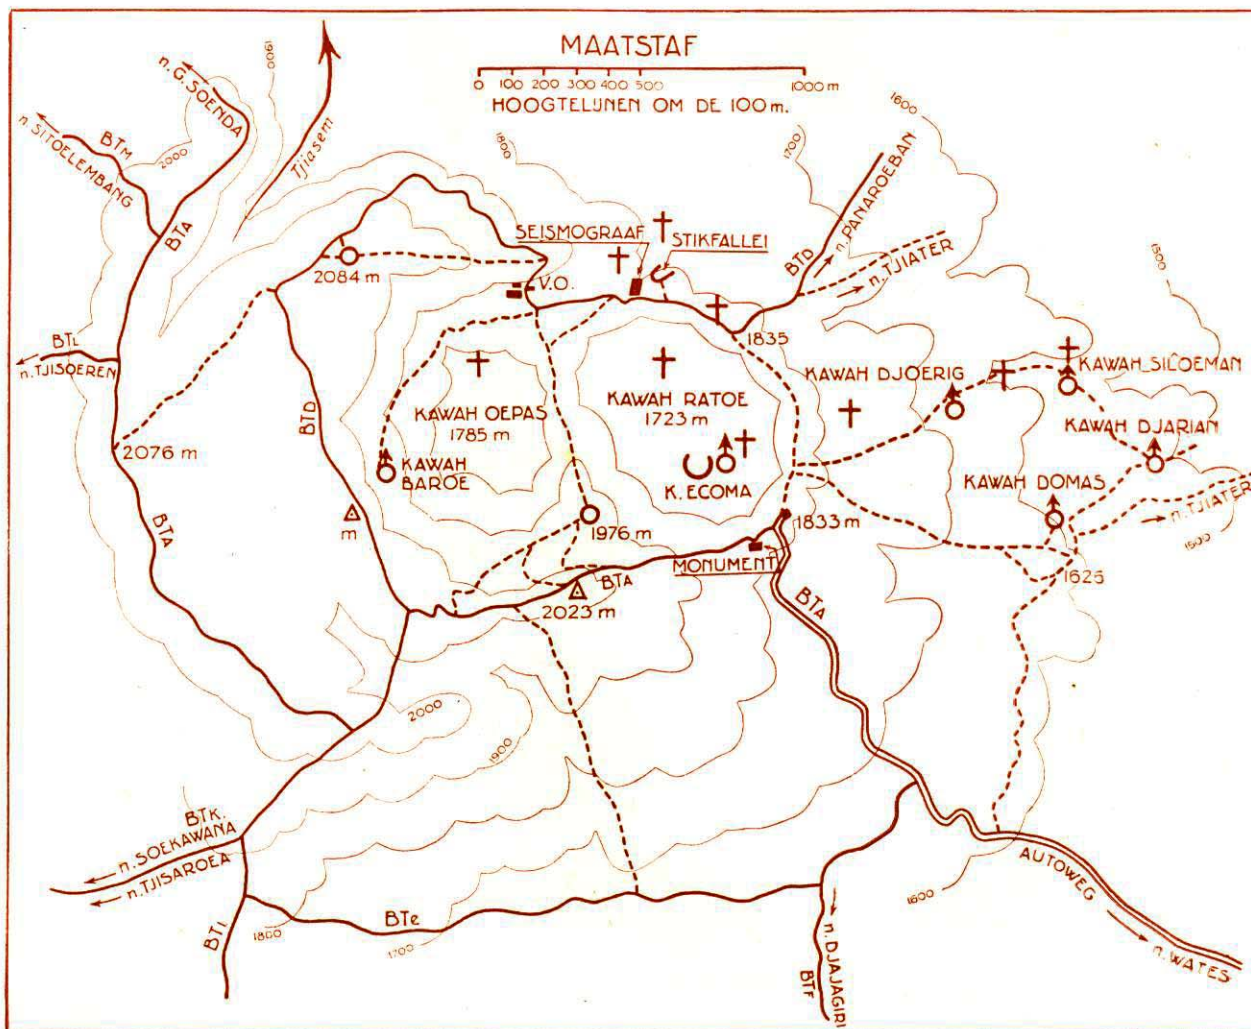 MAATSTAF
0 100 200 300 400 500 1000 m
HOOGTELIJNEN OM DE 100 m.
1900
n. G. SOENDA
n. SITOELEMBANG
BTM
2000
BTA
Tjiasem
1800
1700
1600
SEISMOGRAAF
STIKFALLEI
BTD
n. PANAROEBAN
n. TJIATER
1500
2084 m
V.O.
1835
BTL
n. TJISOEREN
KAWAH OEPAS
1785 m
KAWAH RATOE
1723 m
KAWAH DJOERIG
KAWAH SILOEMAN
KAWAH DJARIAN
BTD
2076 m
KAWAH
BAROE
K. ECOMA
KAWAH DOMAS
BTA
m
1976 m
1833 m
n. TJIATER
1500
MONUMENT
BTA
2023 m
BTA
1625
2000
1900
BTK.
n. SOEKAWANA
n. TJISAROEA
AUTOWEG
n. WATES
1600
BTI
1800
BTe
1700
n. DJAJAGIRI
BTF